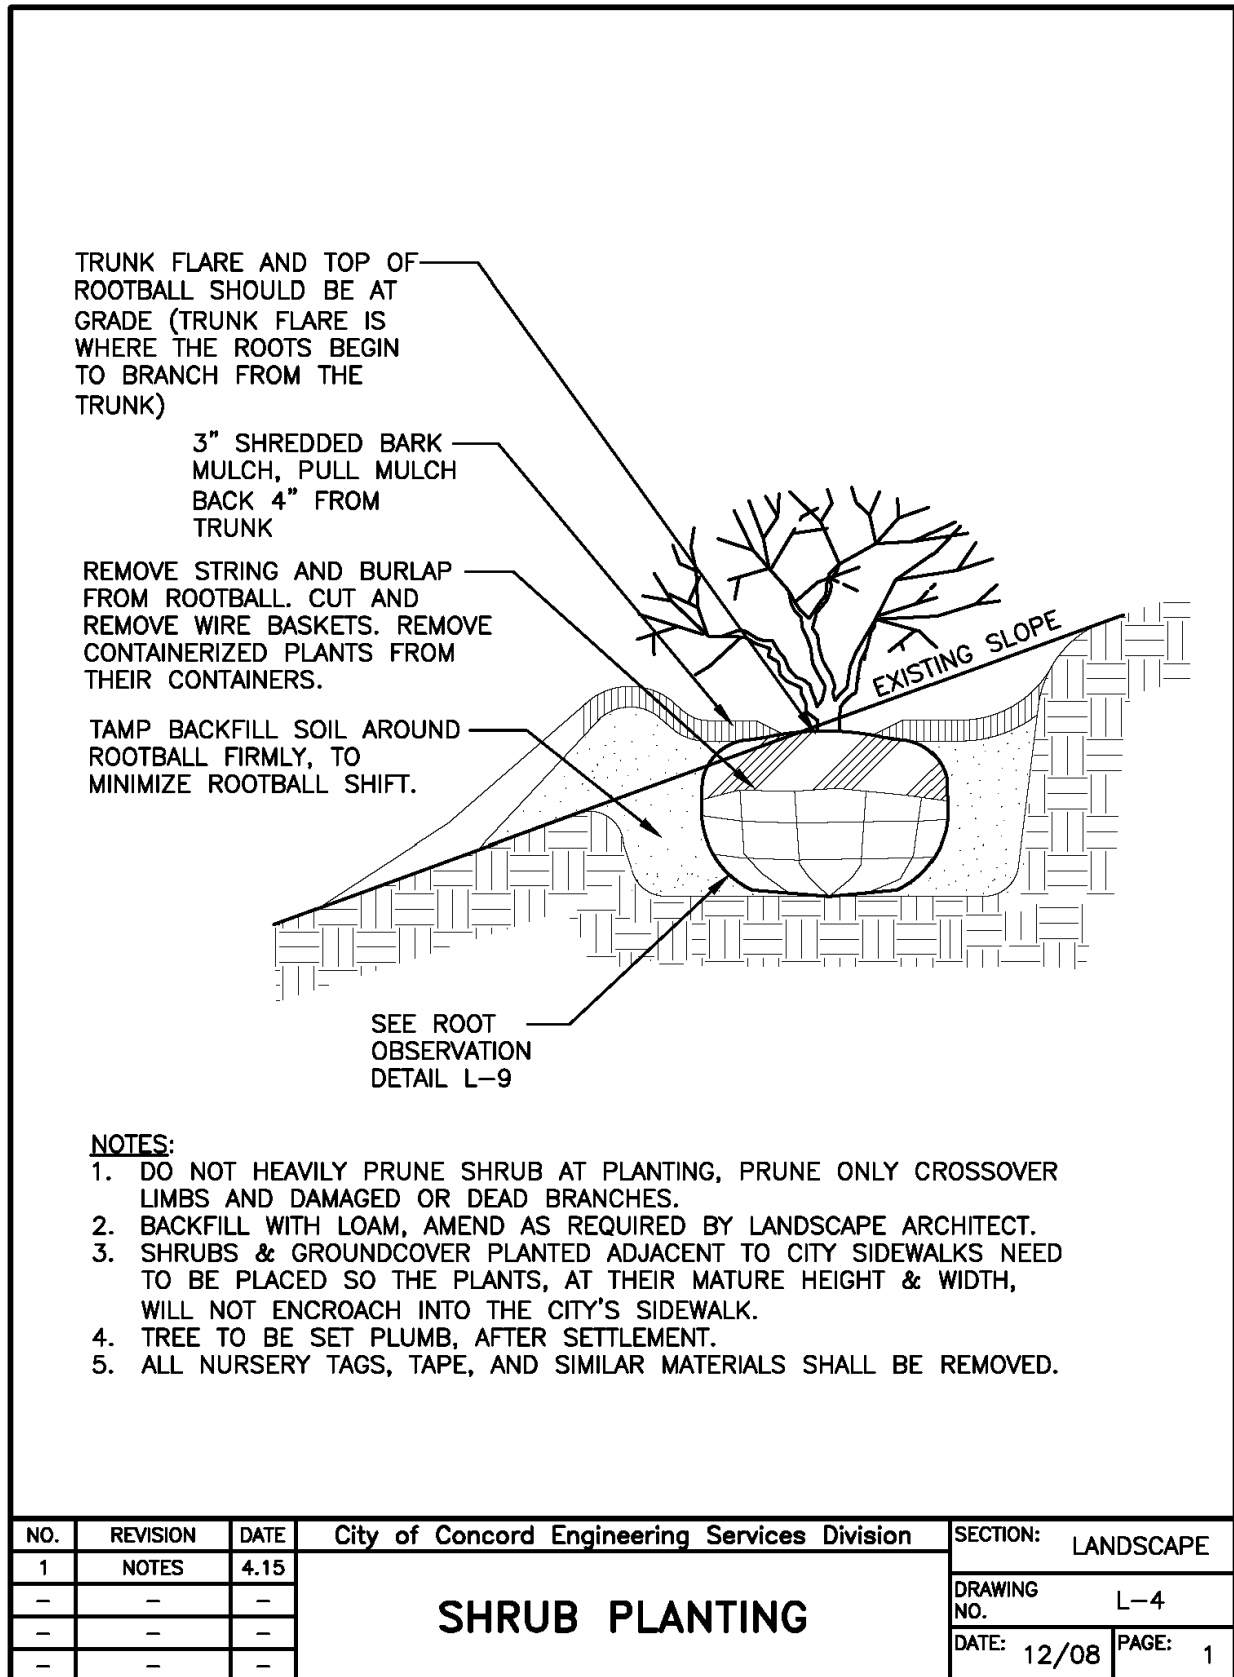 TRUNK FLARE AND TOP OF
ROOTBALL SHOULD BE AT
GRADE (TRUNK FLARE IS
WHERE THE ROOTS BEGIN
TO BRANCH FROM THE
TRUNK)
3" SHREDDED BARK
MULCH, PULL MULCH
BACK 4" FROM
TRUNK
REMOVE STRING AND BURLAP
FROM ROOTBALL. CUT AND
REMOVE WIRE BASKETS. REMOVE
CONTAINERIZED PLANTS FROM
THEIR CONTAINERS.
EXISTING SLOPE
TAMP BACKFILL SOIL AROUND
ROOTBALL FIRMLY, TO
MINIMIZE ROOTBALL SHIFT.
SEE ROOT
OBSERVATION
DETAIL L-9
NOTES:
1. DO NOT HEAVILY PRUNE SHRUB AT PLANTING, PRUNE ONLY CROSSOVER
LIMBS AND DAMAGED OR DEAD BRANCHES.
2. BACKFILL WITH LOAM, AMEND AS REQUIRED BY LANDSCAPE ARCHITECT.
3. SHRUBS & GROUNDCOVER PLANTED ADJACENT TO CITY SIDEWALKS NEED
TO BE PLACED SO THE PLANTS, AT THEIR MATURE HEIGHT & WIDTH,
WILL NOT ENCROACH INTO THE CITY'S SIDEWALK.
4. TREE TO BE SET PLUMB, AFTER SETTLEMENT.
5. ALL NURSERY TAGS, TAPE, AND SIMILAR MATERIALS SHALL BE REMOVED.
NO. REVISION DATE
1 NOTES 4.15
- - -
- - -
- - -
City of Concord Engineering Services Division
SHRUB PLANTING
SECTION: LANDSCAPE
DRAWING
NO. L-4
DATE: 12/08 PAGE: 1